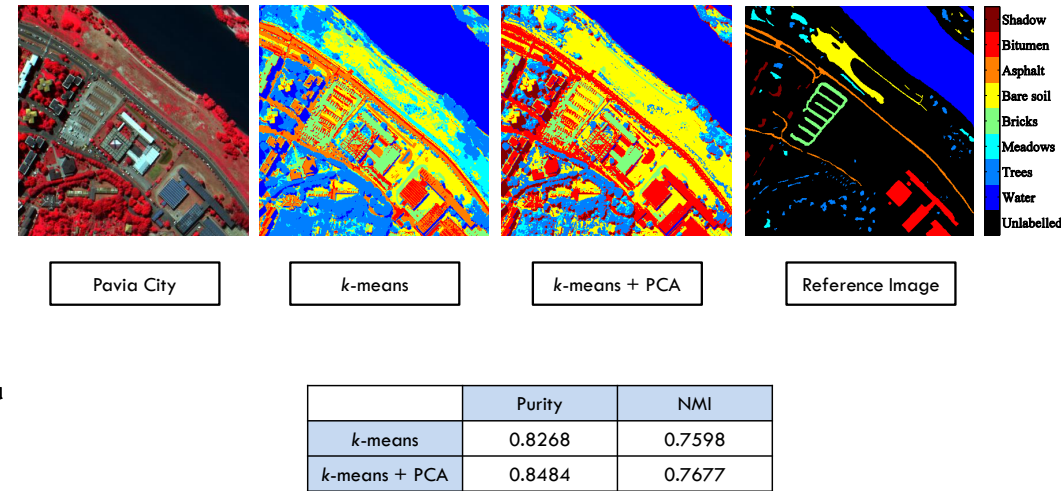 Shadow
Bitumen
Asphalt
Bare soil
Bricks
Meadows
Trees
Water
Unlabelled
Pavia City
k-means
k-means + PCA
Reference Image
Purity NMI
k-means 0.8268 0.7598
k-means + PCA 0.8484 0.7677